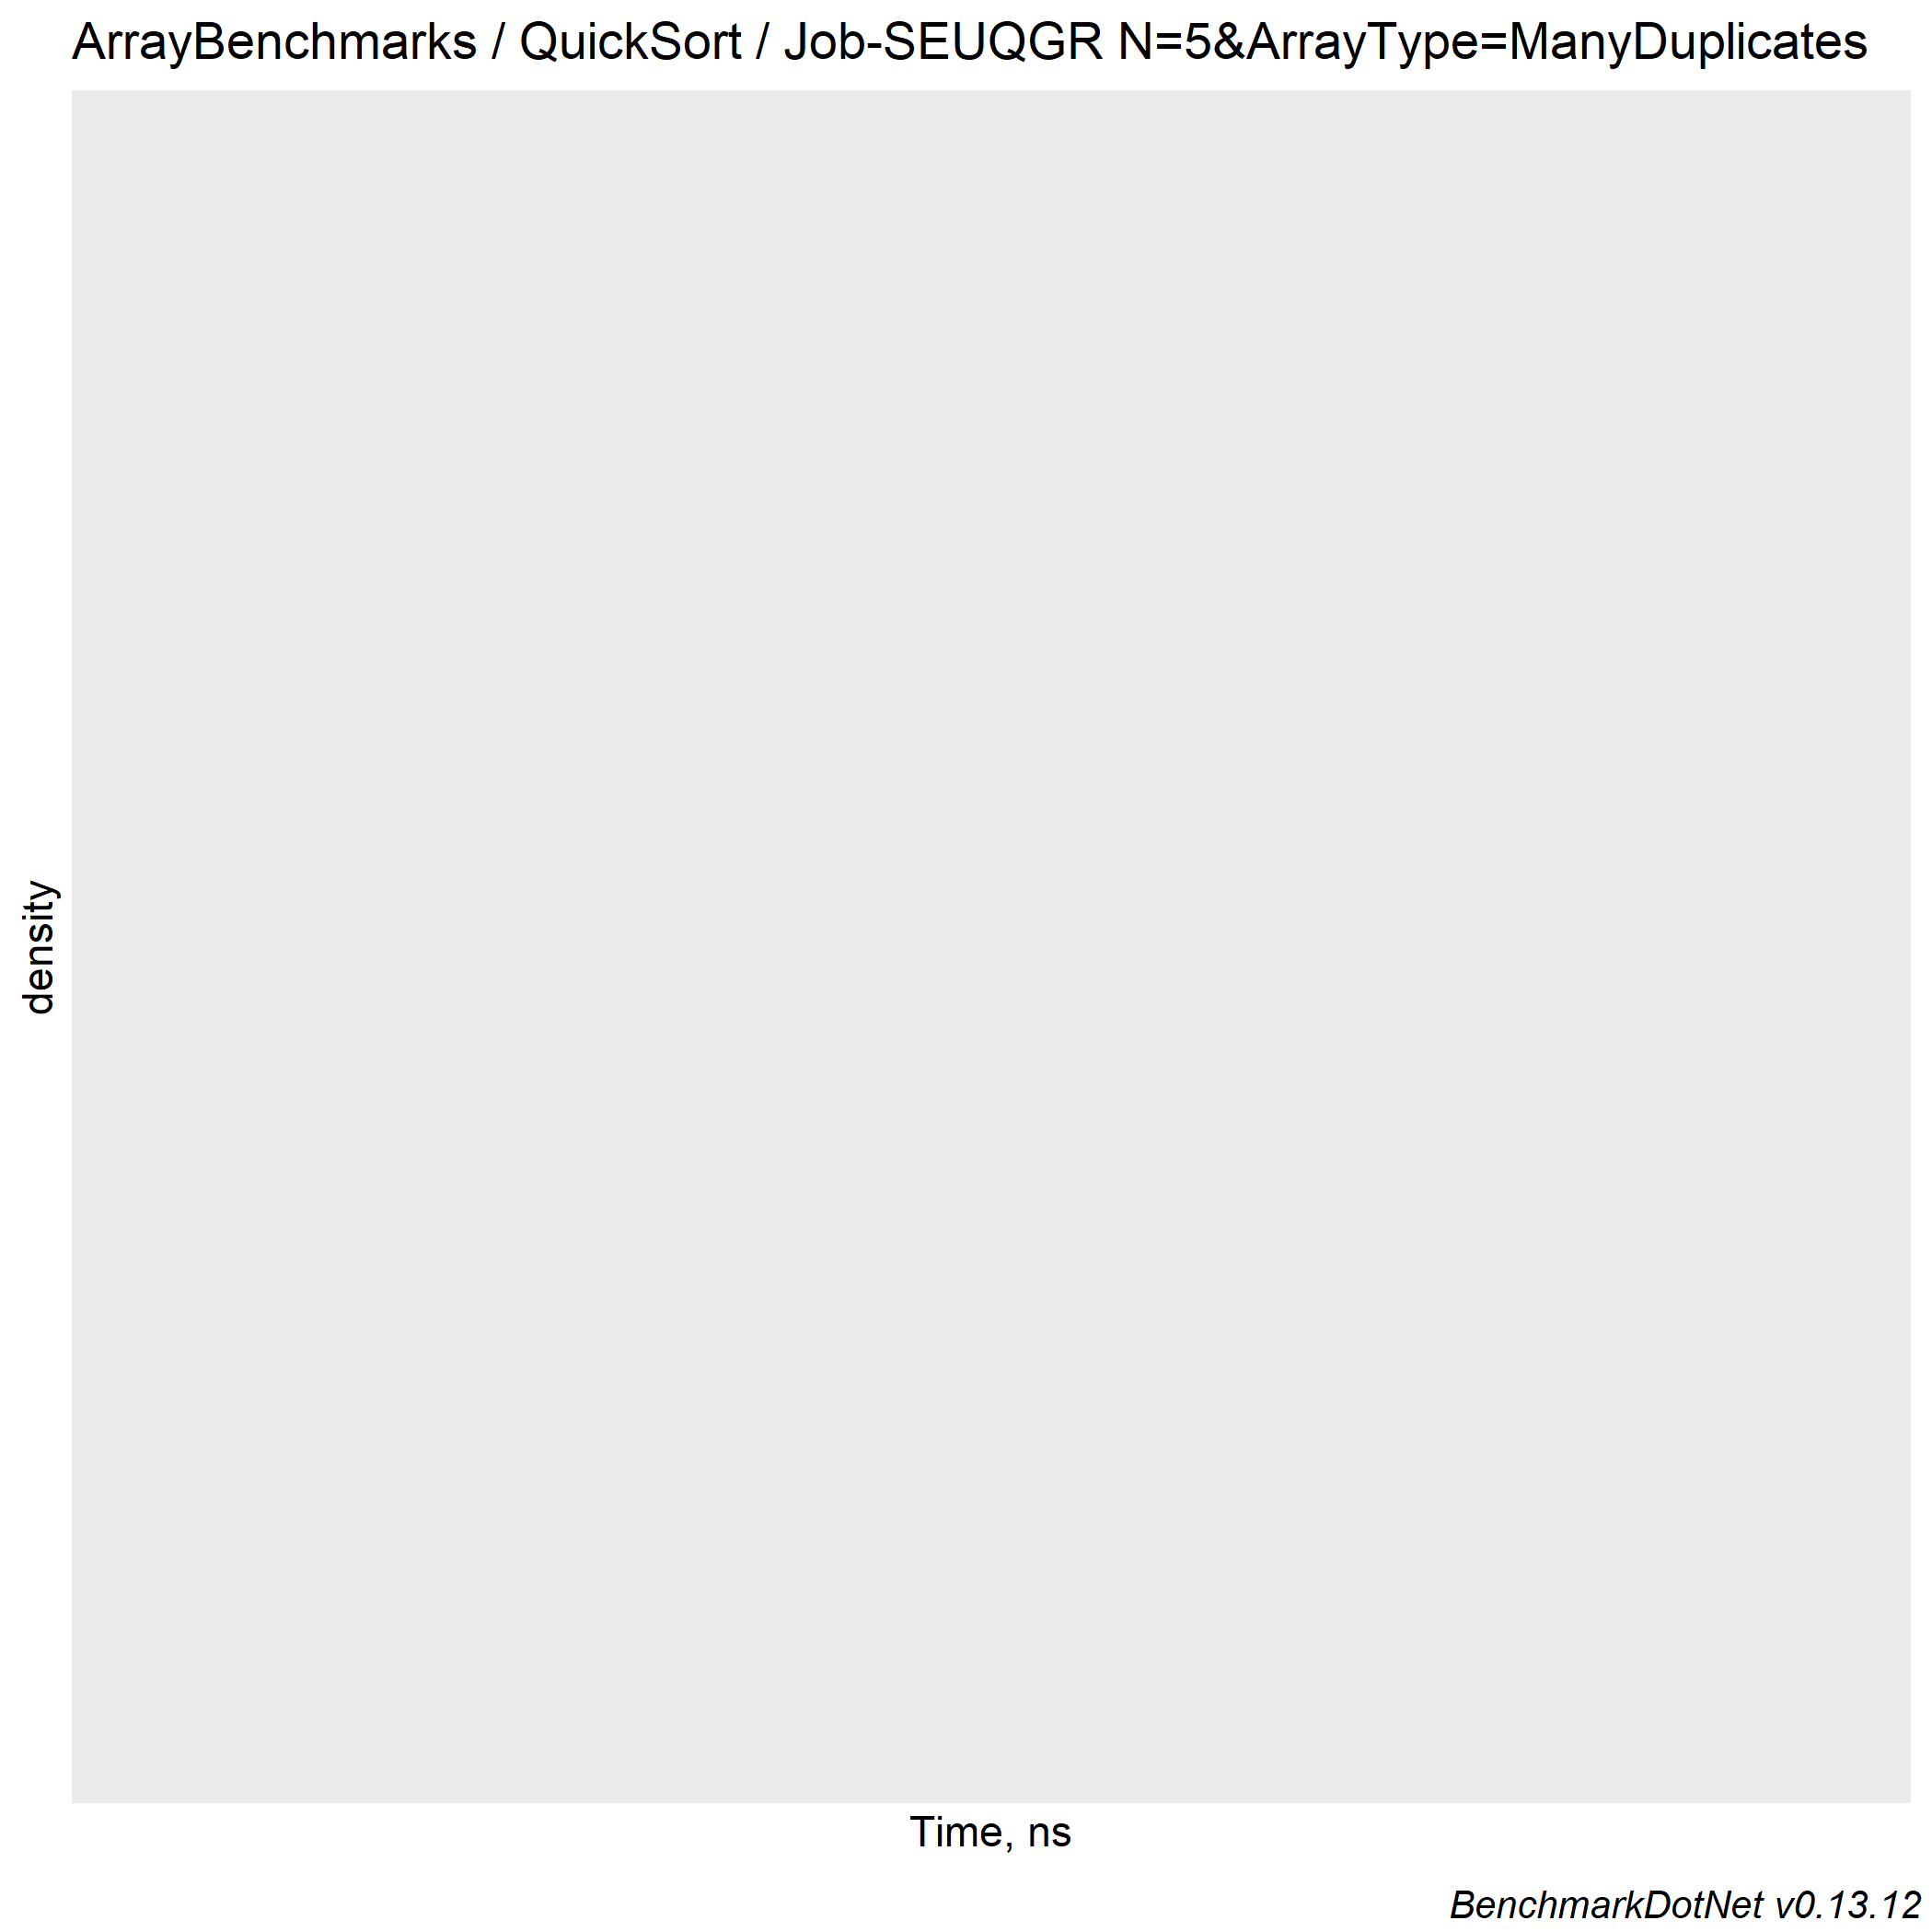 ArrayBenchmarks / QuickSort / Job-SEUQGR N=5&ArrayType=ManyDuplicates
density
Time, ns
BenchmarkDotNet v0.13.12